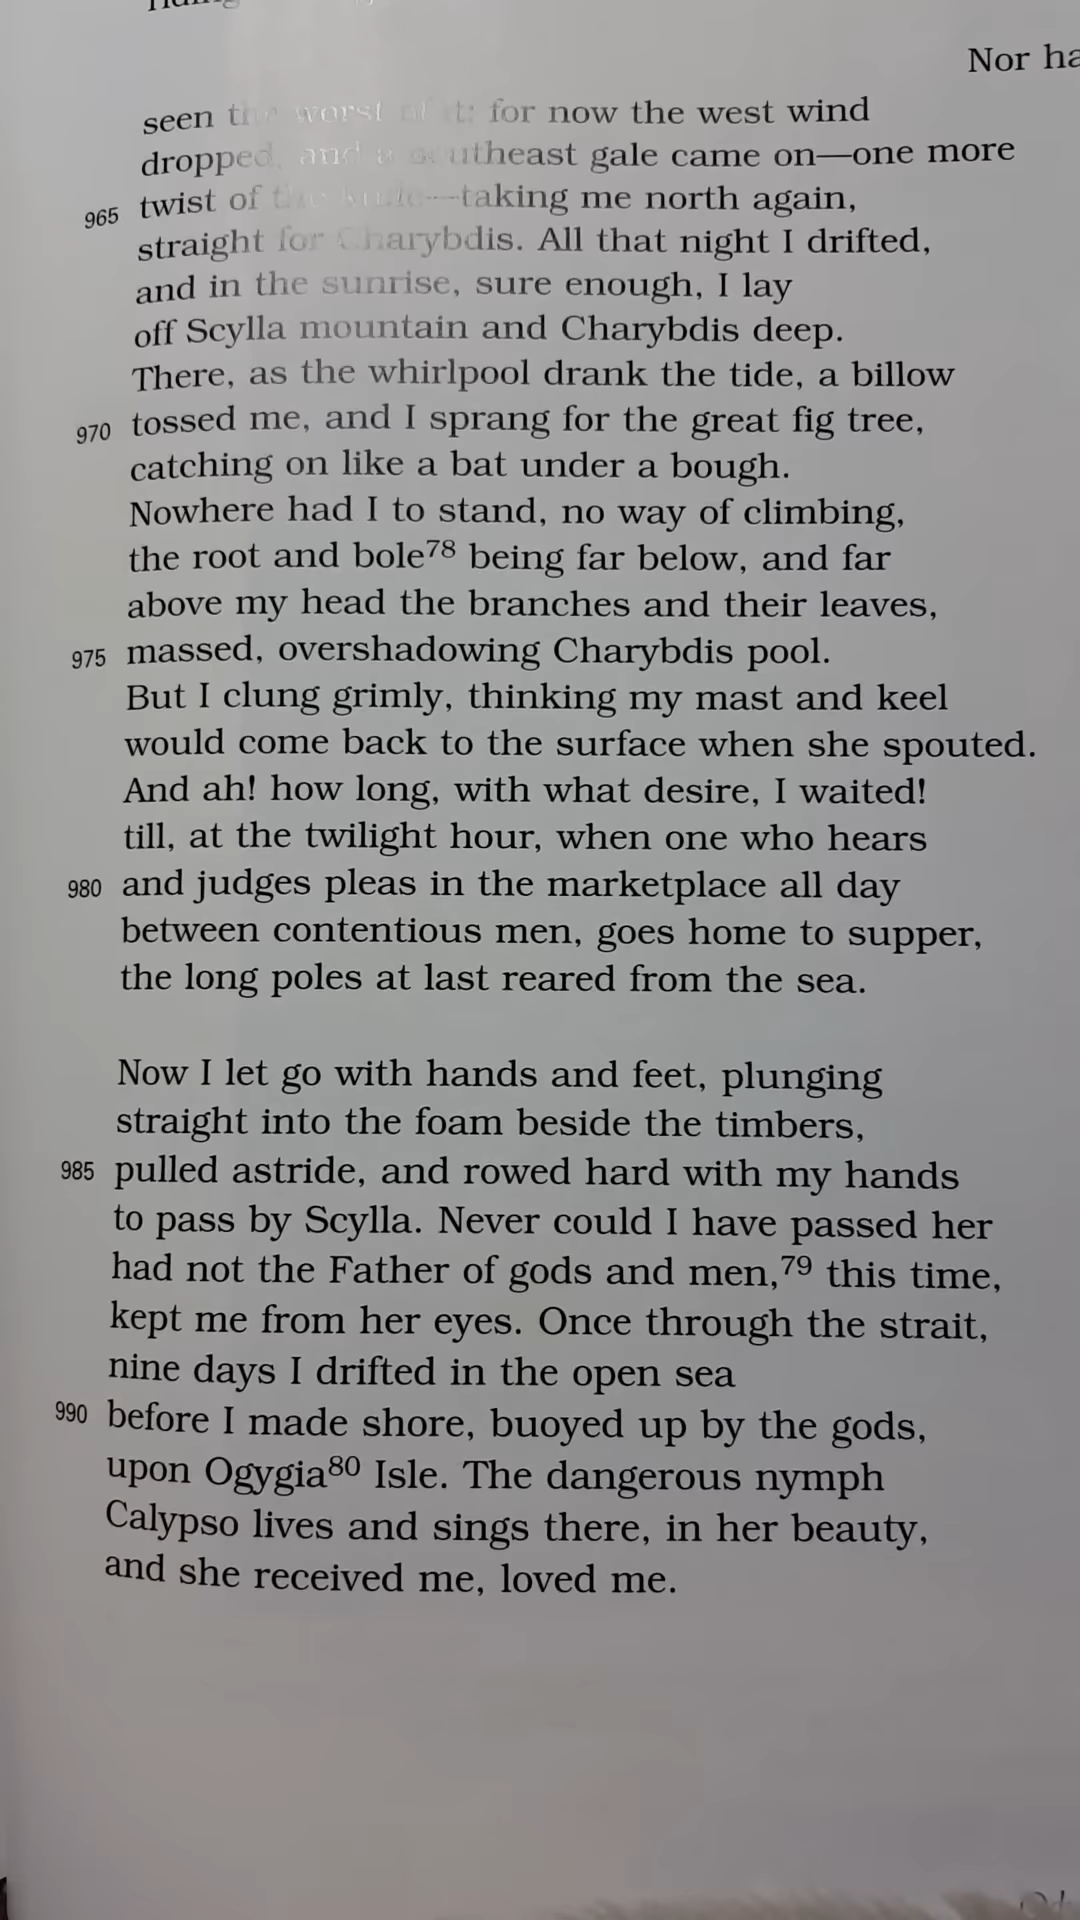 Nor ha
seen the worst of it: for now the west wind
dropped, and a southeast gale came on—one more
965 twist of the knife—taking me north again,
straight for Charybdis. All that night I drifted,
and in the sunrise, sure enough, I lay
off Scylla mountain and Charybdis deep.
There, as the whirlpool drank the tide, a billow
970 tossed me, and I sprang for the great fig tree,
catching on like a bat under a bough.
Nowhere had I to stand, no way of climbing,
the root and bole78 being far below, and far
above my head the branches and their leaves,
975 massed, overshadowing Charybdis pool.
But I clung grimly, thinking my mast and keel
would come back to the surface when she spouted.
And ah! how long, with what desire, I waited!
till, at the twilight hour, when one who hears
980 and judges pleas in the marketplace all day
between contentious men, goes home to supper,
the long poles at last reared from the sea.
Now I let go with hands and feet, plunging
straight into the foam beside the timbers,
985 pulled astride, and rowed hard with my hands
to pass by Scylla. Never could I have passed her
had not the Father of gods and men,79 this time,
kept me from her eyes. Once through the strait,
nine days I drifted in the open sea
990 before I made shore, buoyed up by the gods,
upon Ogygia80 Isle. The dangerous nymph
Calypso lives and sings there, in her beauty,
and she received me, loved me.